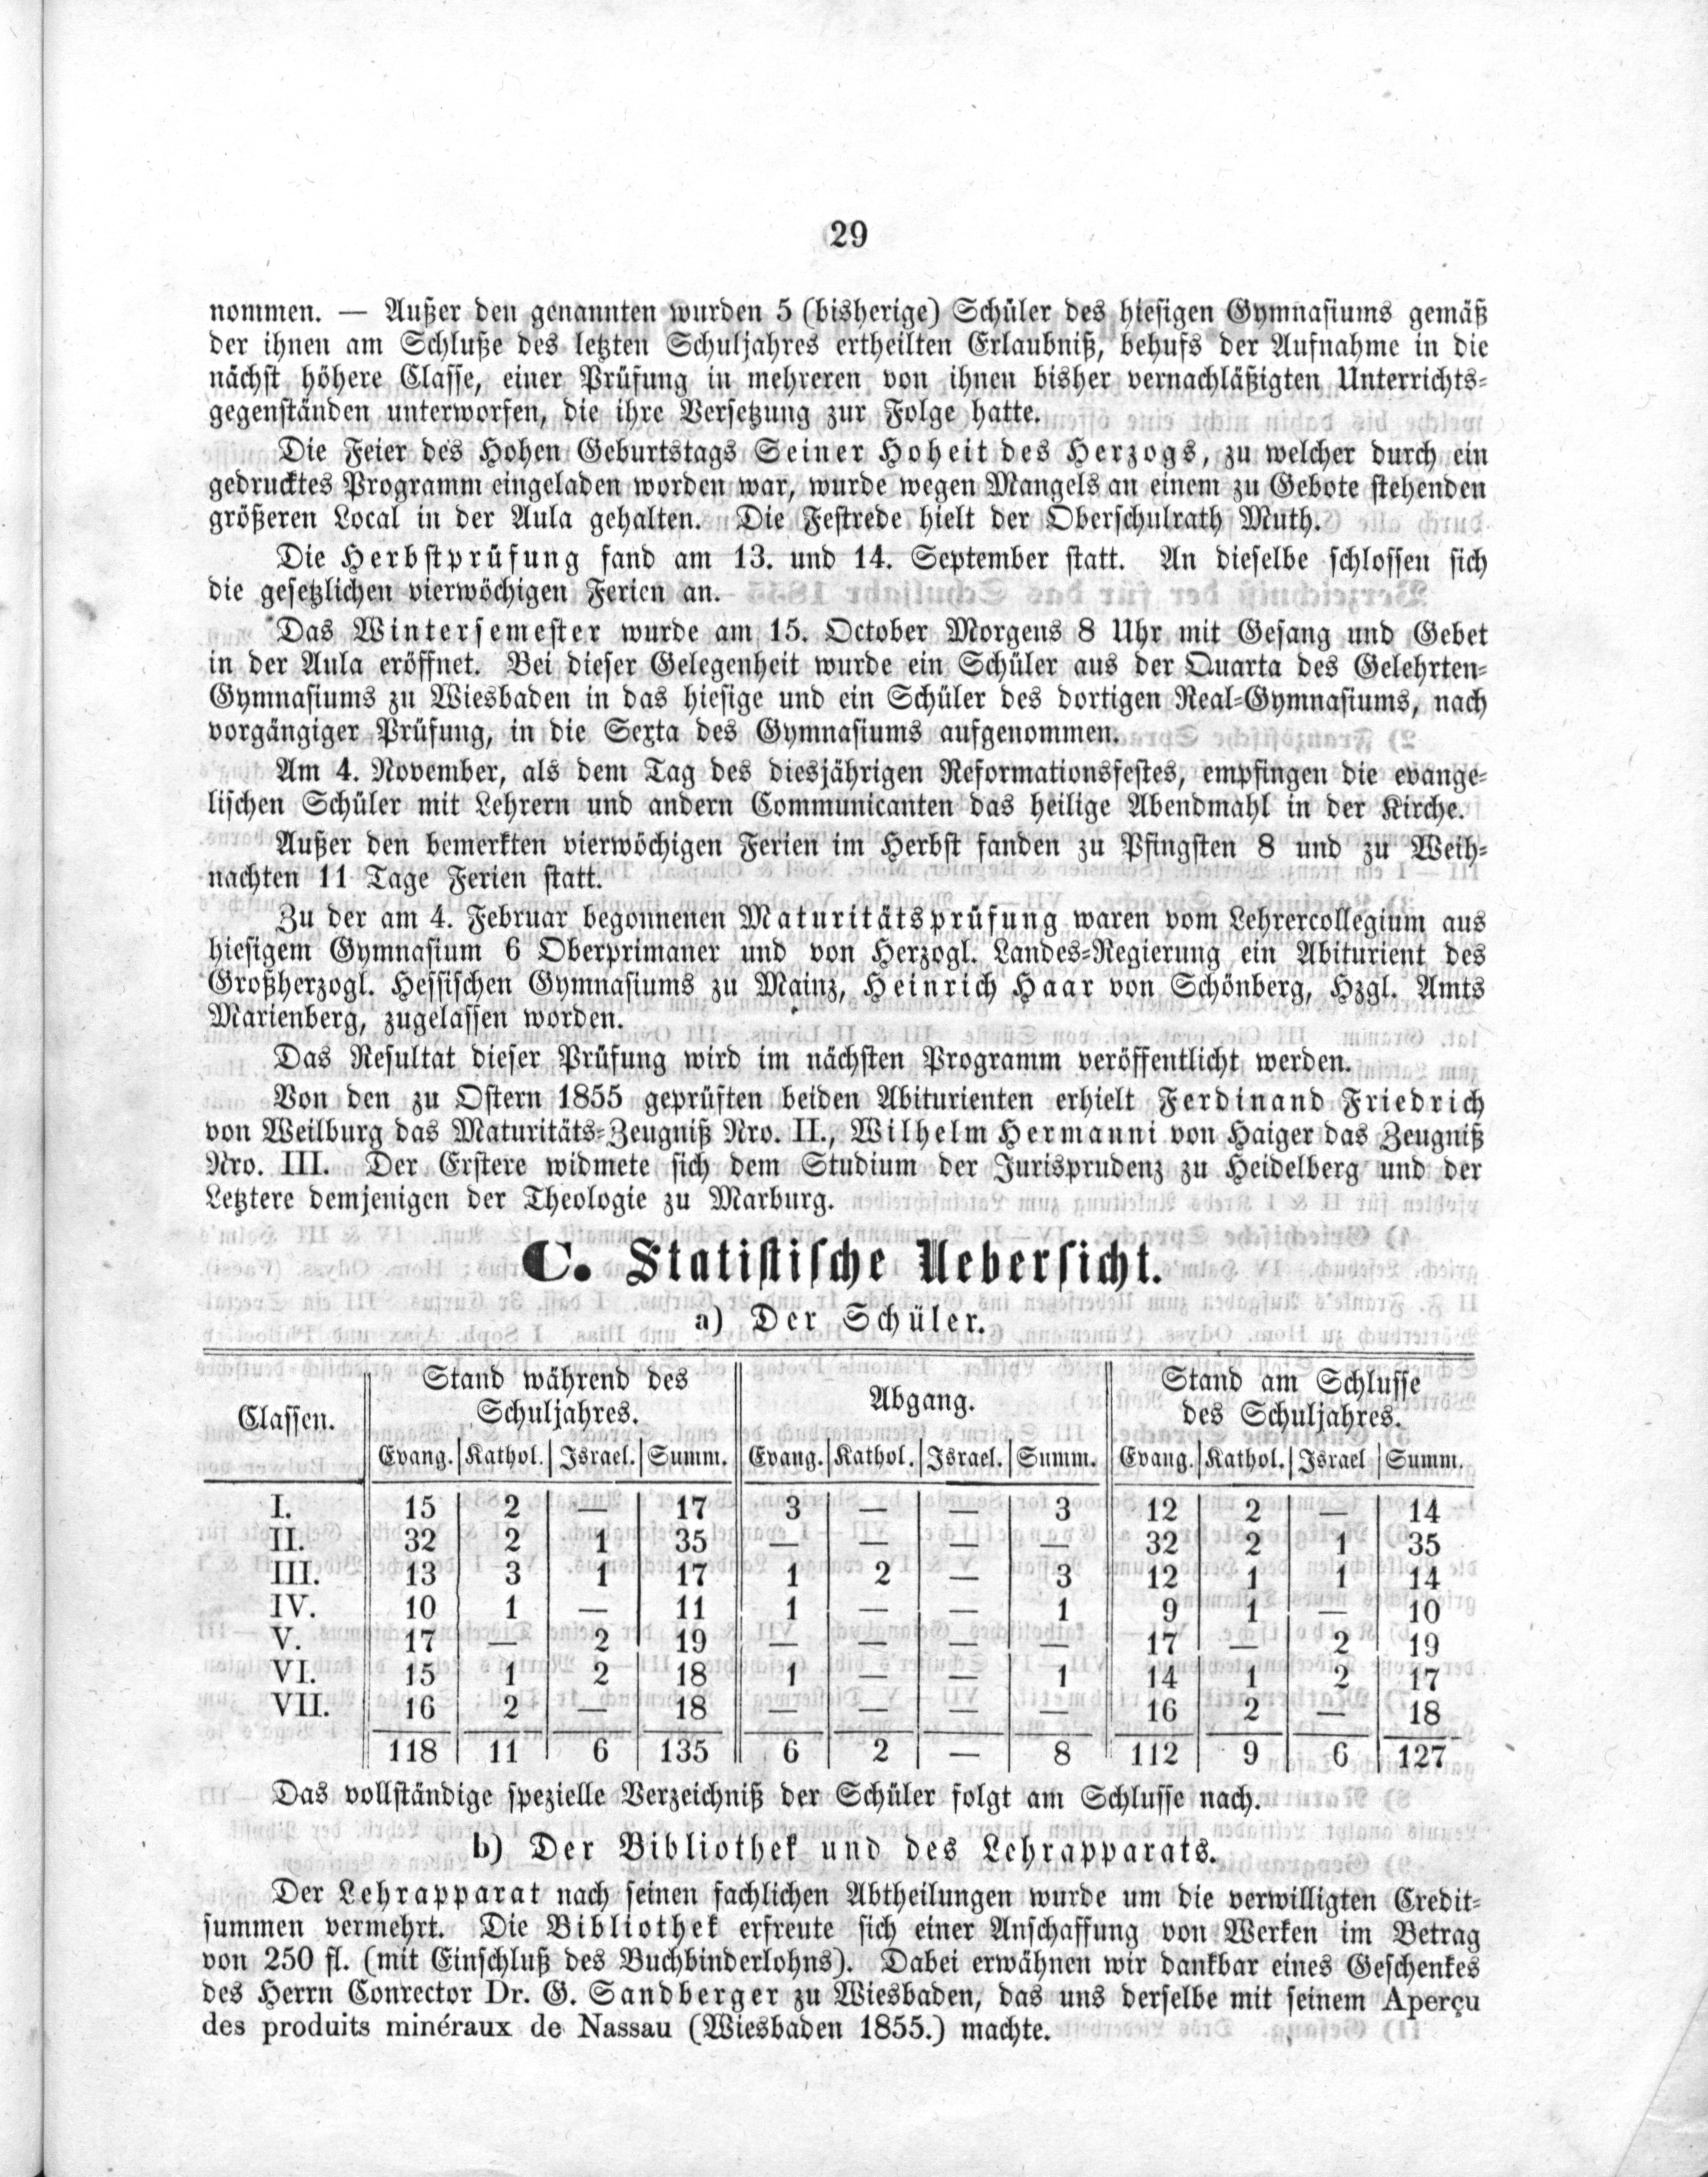 29
nommen. — Außer den genannten wurden 5 (bisherige) Schüler des hiesigen Gymnasiums gemäß
der ihnen am Schluße des letzten Schuljahres ertheilten Erlaubniß, behufs der Aufnahme in die
nächst höhere Classe, einer Prüfung in mehreren von ihnen bisher vernachläßigten Unterrichts-
gegenständen unterworfen, die ihre Versetzung zur Folge hatte.
Die Feier des Hohen Geburtstags Seiner Hoheit des Herzogs, zu welcher durch ein
gedrucktes Programm eingeladen worden war, wurde wegen Mangels an einem zu Gebote stehenden
größeren Local in der Aula gehalten. Die Festrede hielt der Oberschulrath Muth.
Die Herbstprüfung fand am 13. und 14. September statt. An dieselbe schlossen sich
die gesetzlichen vierwöchigen Ferien an.
Das Wintersemester wurde am 15. October Morgens 8 Uhr mit Gesang und Gebet
in der Aula eröffnet. Bei dieser Gelegenheit wurde ein Schüler aus der Quarta des Gelehrten-
Gymnasiums zu Wiesbaden in das hiesige und ein Schüler des dortigen Real-Gymnasiums, nach
vorgängiger Prüfung, in die Sexta des Gymnasiums aufgenommen.
Am 4. November, als dem Tag des diesjährigen Reformationsfestes, empfingen die evange-
lischen Schüler mit Lehrern und andern Communicanten das heilige Abendmahl in der Kirche.
Außer den bemerkten vierwöchigen Ferien im Herbst fanden zu Pfingsten 8 und zu Weih-
nachten 11 Tage Ferien statt.
Zu der am 4. Februar begonnenen Maturitätsprüfung waren vom Lehrercollegium aus
hiesigem Gymnasium 6 Oberprimaner und von Herzogl. Landes-Regierung ein Abiturient des
Großherzogl. Hessischen Gymnasiums zu Mainz, Heinrich Haar von Schönberg, Hzgl. Amts
Marienberg, zugelassen worden.
Das Resultat dieser Prüfung wird im nächsten Programm veröffentlicht werden.
Von den zu Ostern 1855 geprüften beiden Abiturienten erhielt Ferdinand Friedrich
von Weilburg das Maturitäts-Zeugniß Nro. II., Wilhelm Hermanni von Haiger das Zeugniß
Nro. III. Der Erstere widmete sich dem Studium der Jurisprudenz zu Heidelberg und der
Letztere demjenigen der Theologie zu Marburg.
C. Statistische Uebersicht.
a) Der Schüler.
Classen. Stand während des Schuljahres. Abgang. Stand am Schlusse des Schuljahres.
Evang. Kathol. Israel. Summ. Evang. Kathol. Israel. Summ. Evang. Kathol. Israel Summ.
I. 15 2 — 17 3 — — 3 12 2 — 14
II. 32 2 1 35 — — — — 32 2 1 35
III. 13 3 1 17 1 2 — 3 12 1 1 14
IV. 10 1 — 11 1 — — 1 9 1 — 10
V. 17 — 2 19 — — — — 17 — 2 19
VI. 15 1 2 18 1 — — 1 14 1 2 17
VII. 16 2 — 18 — — — — 16 2 — 18
118 11 6 135 6 2 — 8 112 9 6 127
Das vollständige spezielle Verzeichniß der Schüler folgt am Schlusse nach.
b) Der Bibliothek und des Lehrapparats.
Der Lehrapparat nach seinen fachlichen Abtheilungen wurde um die verwilligten Credit-
summen vermehrt. Die Bibliothek erfreute sich einer Anschaffung von Werken im Betrag
von 250 fl. (mit Einschluß des Buchbinderlohns). Dabei erwähnen wir dankbar eines Geschenkes
des Herrn Conrector Dr. G. Sandberger zu Wiesbaden, das uns derselbe mit seinem Aperçu
des produits minéraux de Nassau (Wiesbaden 1855.) machte.